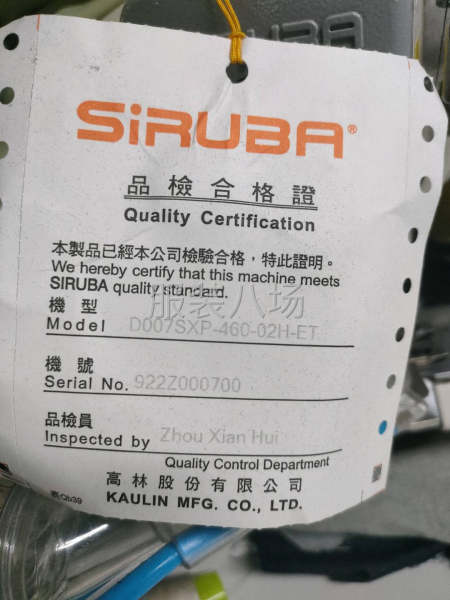 SIRUBA
SiRUBA®
品檢合格證
Quality Certification
本製品已經本公司檢驗合格，特此證明。
We hereby certify that this machine meets
SIRUBA quality standard.
服装八场
機型
Model D007SXP-460-02H-ET
機號
Serial No. 922Z000700
品檢員
Inspected by Zhou Xian Hui
Quality Control Department
高林股份有限公司
KAULIN MFG. CO., LTD.